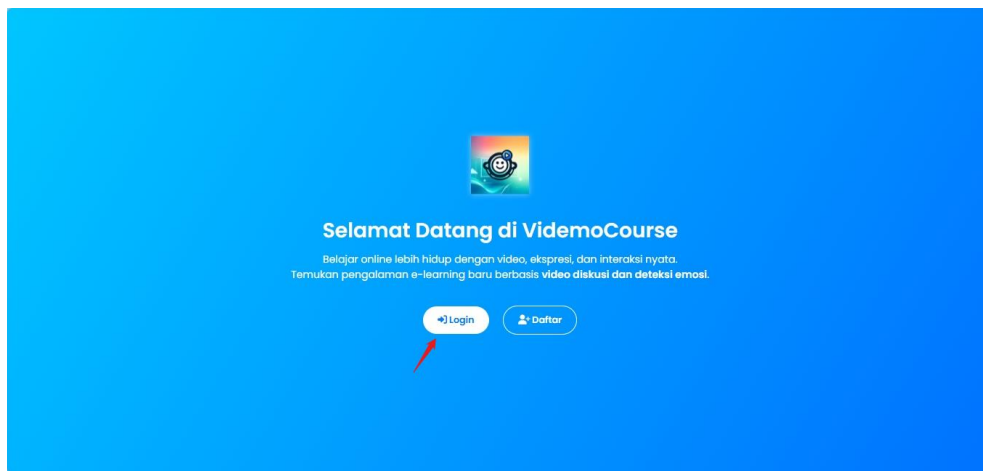 Selamat Datang di VidemoCourse
Belajar online lebih hidup dengan video, ekspresi, dan interaksi nyata.
Temukan pengalaman e-learning baru berbasis video diskusi dan deteksi emosi.
Login Daftar